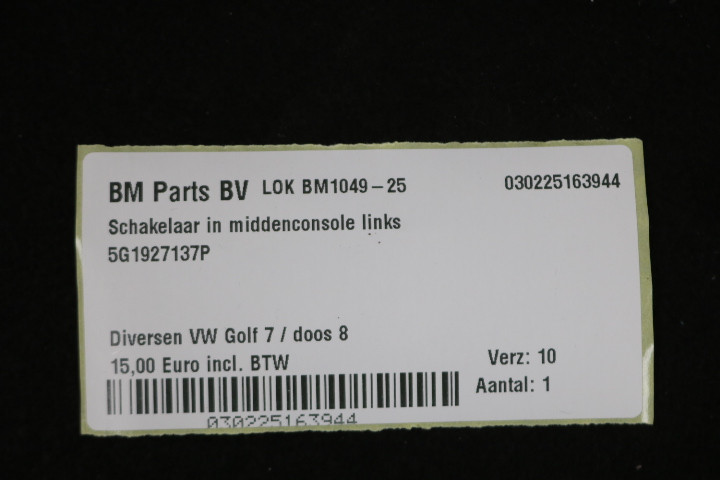 BM Parts BV LOK BM1049-25 030225163944
Schakelaar in middenconsole links
5G1927137P
Diversen VW Golf 7 / doos 8
15,00 Euro incl. BTW Verz: 10
Aantal: 1
030225163944